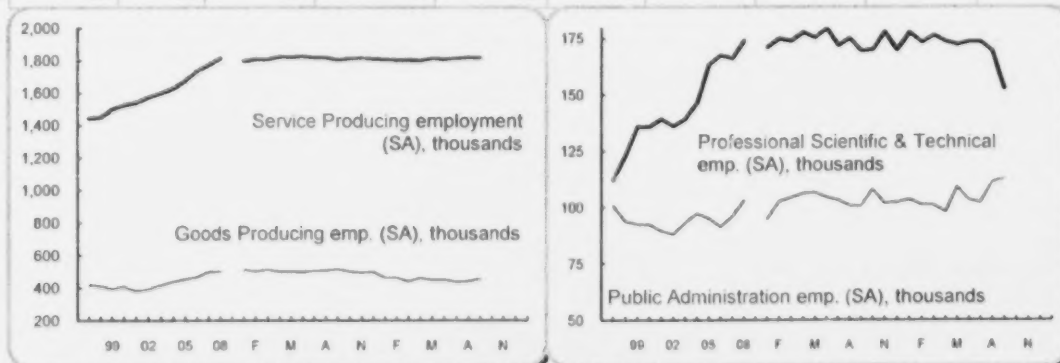 2,000
1,800
1,600
1,400
1,200
1,000
800
600
400
200
Service Producing employment
(SA), thousands
Goods Producing emp. (SA), thousands
99 02 05 08 F M A N F M A N
175
150
125
100
75
50
Professional Scientific & Technical
emp. (SA), thousands
Public Administration emp. (SA), thousands
99 02 05 08 F M A N F M A N